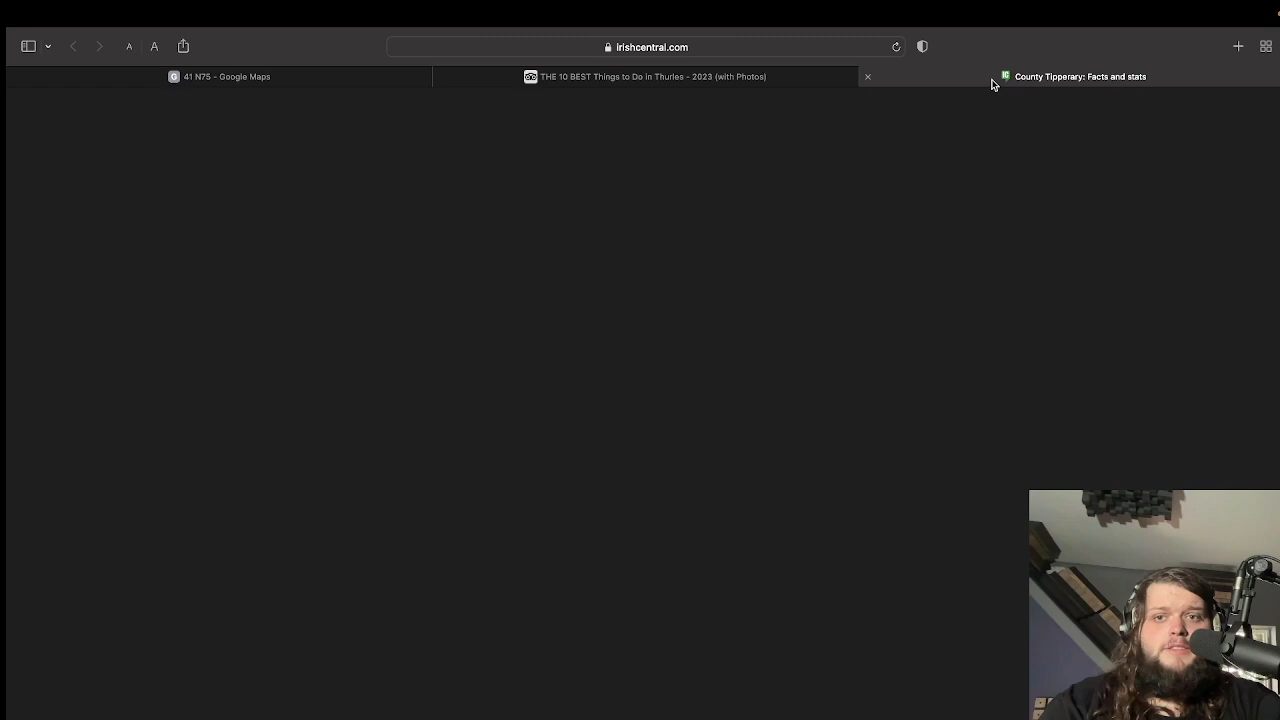 A A
irishcentral.com
G 41 N75 - Google Maps
THE 10 BEST Things to Do in Thurles - 2023 (with Photos)
IC County Tipperary: Facts and stats